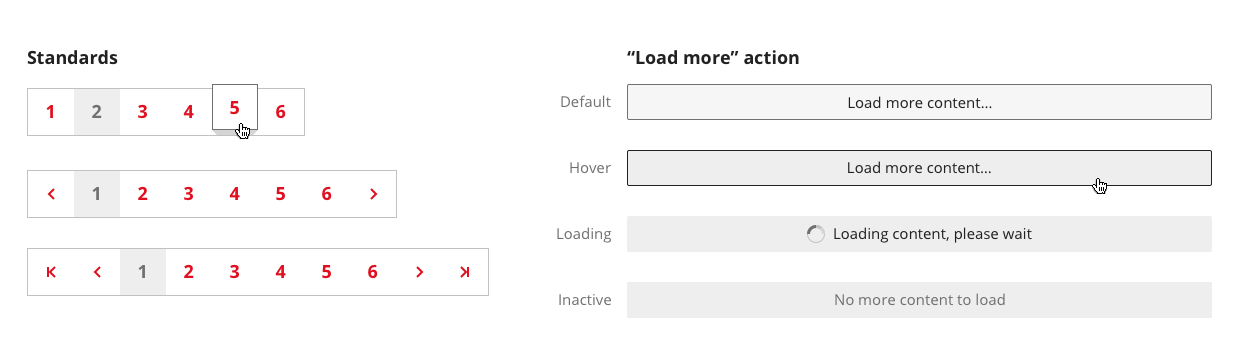 Standards
1 2 3 4 5 6
1 2 3 4 5 6
1 2 3 4 5 6
“Load more” action
Default Load more content...
Hover Load more content...
Loading Loading content, please wait
Inactive No more content to load